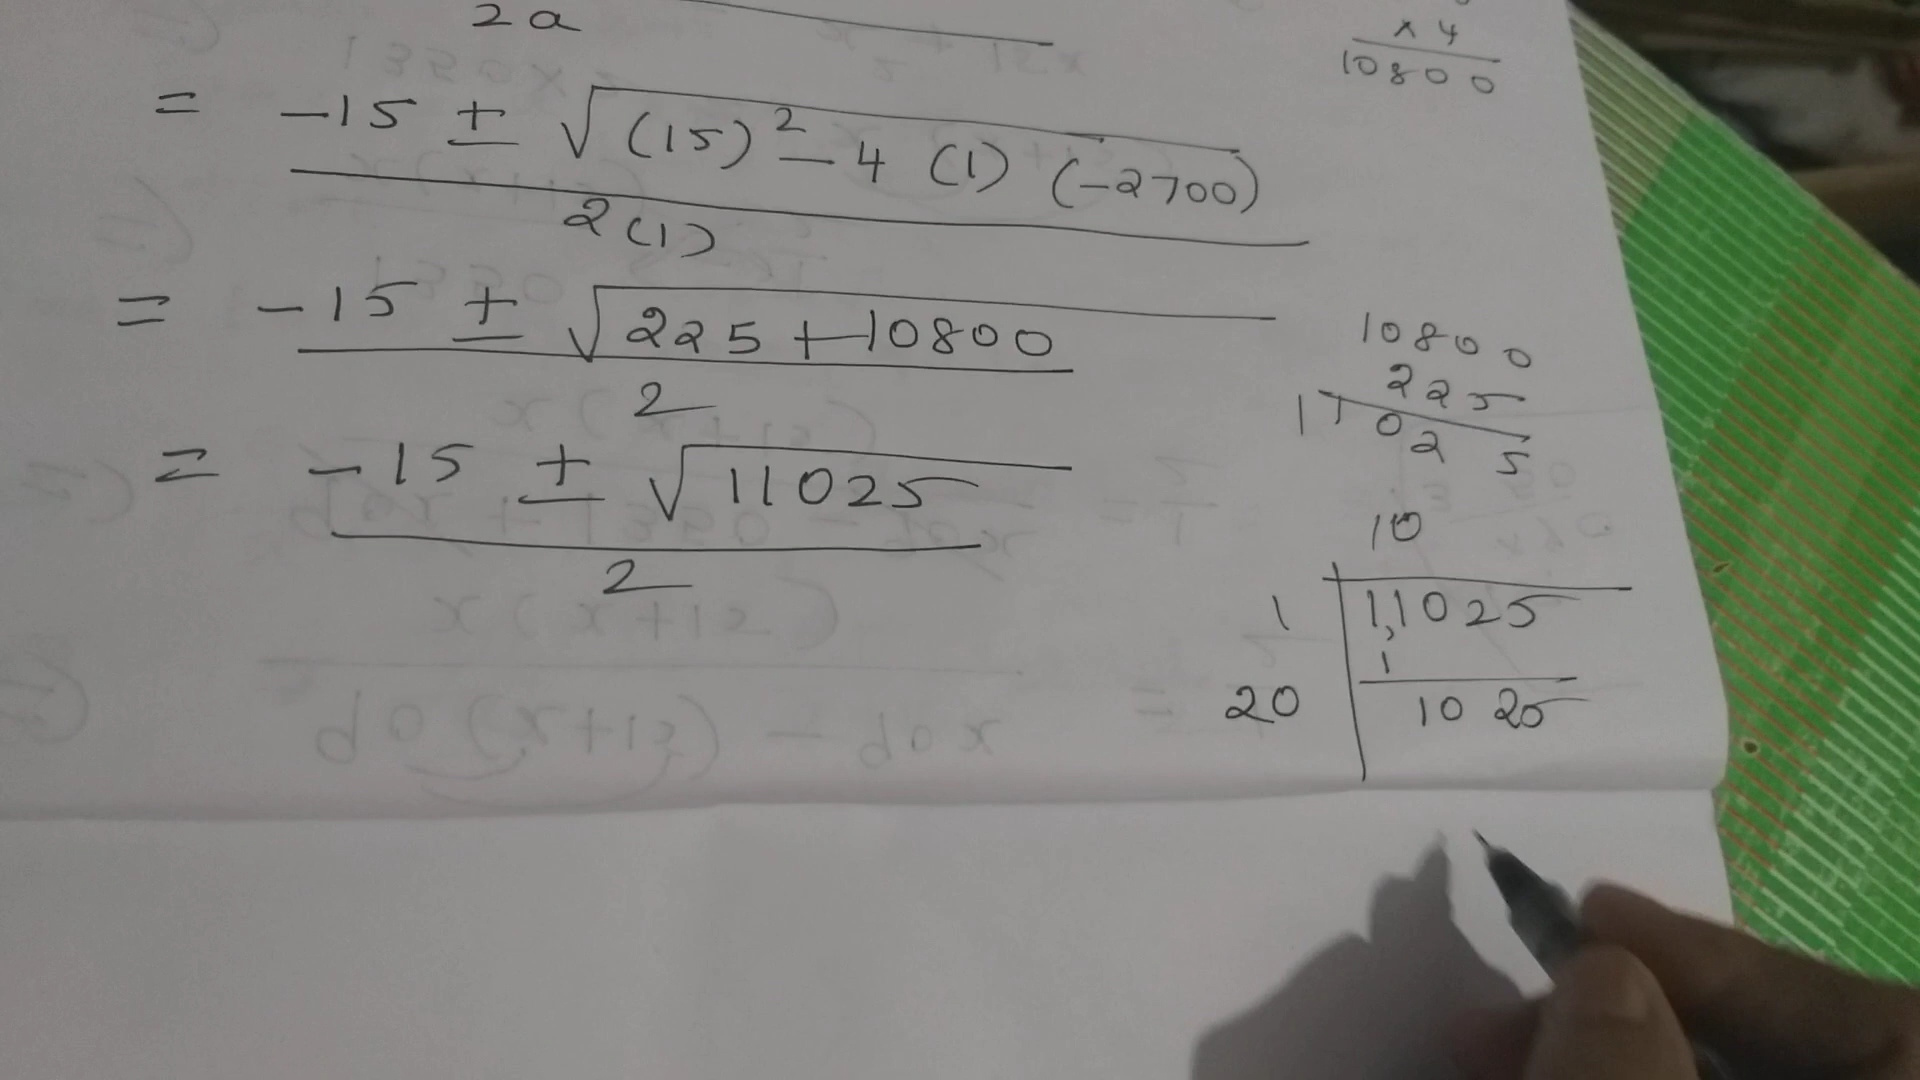 2a
= -15 ± √(15)² - 4 (1) (-2700)
2(1)
= -15 ± √225 + 10800
2
= -15 ± √11025
2
× 4
10800
10800
225
11025
10
1 | 1,1025
1
20 | 1025